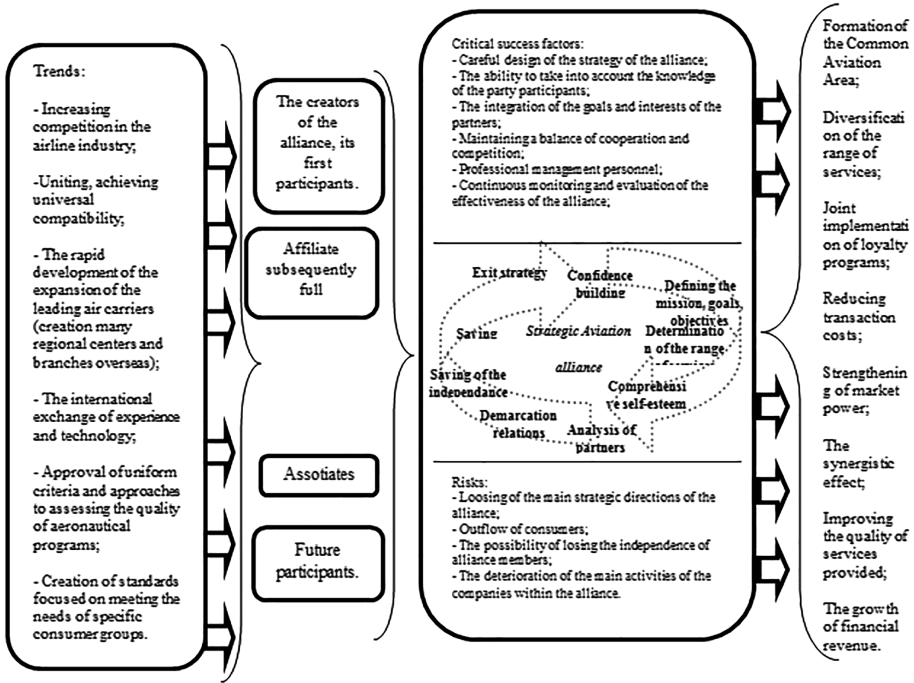 Trends:
- Increasing
competition in the
airline industry;
-Uniting, achieving
universal
compatibility;
- The rapid
development of the
expansion of the
leading air carriers
(creation many
regional centers and
branches overseas);
- The international
exchange of experience
and technology;
- Approval of uniform
criteria and approaches
to assessing the quality
of aeronautical
programs;
- Creation of standards
focused on meeting the
needs of specific
consumer groups.
The creators
of the
alliance, its
first
participants.
Affiliate
subsequently
full
Assotiates
Future
participants.
Critical success factors:
- Careful design of the strategy of the alliance;
- The ability to take into account the knowledge
of the party participants;
- The integration of the goals and interests of the
partners;
- Maintaining a balance of cooperation and
competition;
- Professional management personnel;
- Continuous monitoring and evaluation of the
effectiveness of the alliance;
Exit strategy
Confidence
building
Defining the
mission, goals,
objectives
Saving
Strategic Aviation
alliance
Determinatio
n of the range
Saving of the
independance
Comprehensi
ve self-esteem
Demarcation
relations
Analysis of
partners
Risks:
- Loosing of the main strategic directions of the
alliance;
- Outflow of consumers;
- The possibility of losing the independence of
alliance members;
- The deterioration of the main activities of the
companies within the alliance.
Formation of
the Common
Aviation
Area;
Diversificati
on of the
range of
services;
Joint
implementati
on of loyalty
programs;
Reducing
transaction
costs;
Strengthenin
g of market
power;
The
synergistic
effect;
Improving
the quality of
services
provided;
The growth
of financial
revenue.